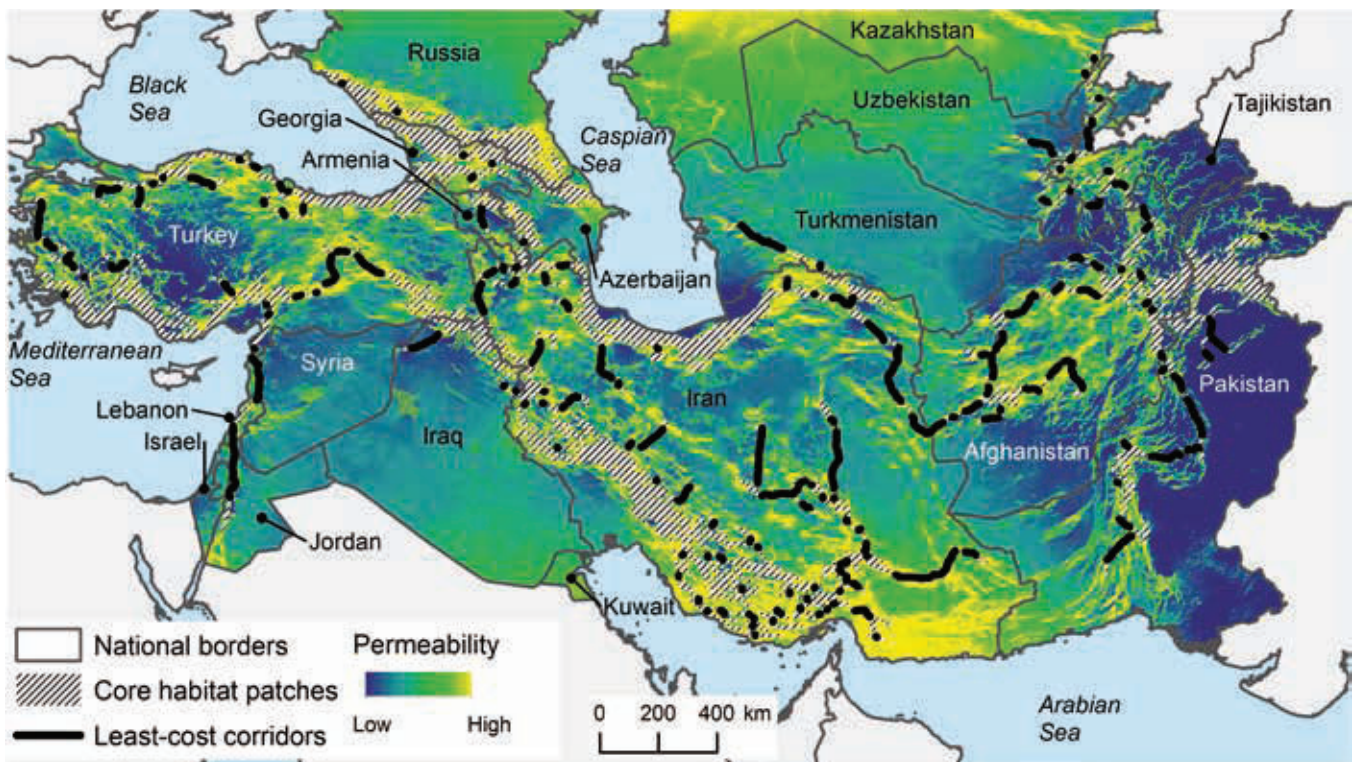 Kazakhstan
Russia
Black
Sea
Uzbekistan
Tajikistan
Georgia
Caspian
Sea
Armenia
Turkmenistan
Turkey
Azerbaijan
Mediterranean
Sea
Syria
Pakistan
Iran
Lebanon
Iraq
Afghanistan
Israel
Jordan
Kuwait
National borders
Permeability
Core habitat patches
Low
High
0 200 400 km
Arabian
Sea
Least-cost corridors